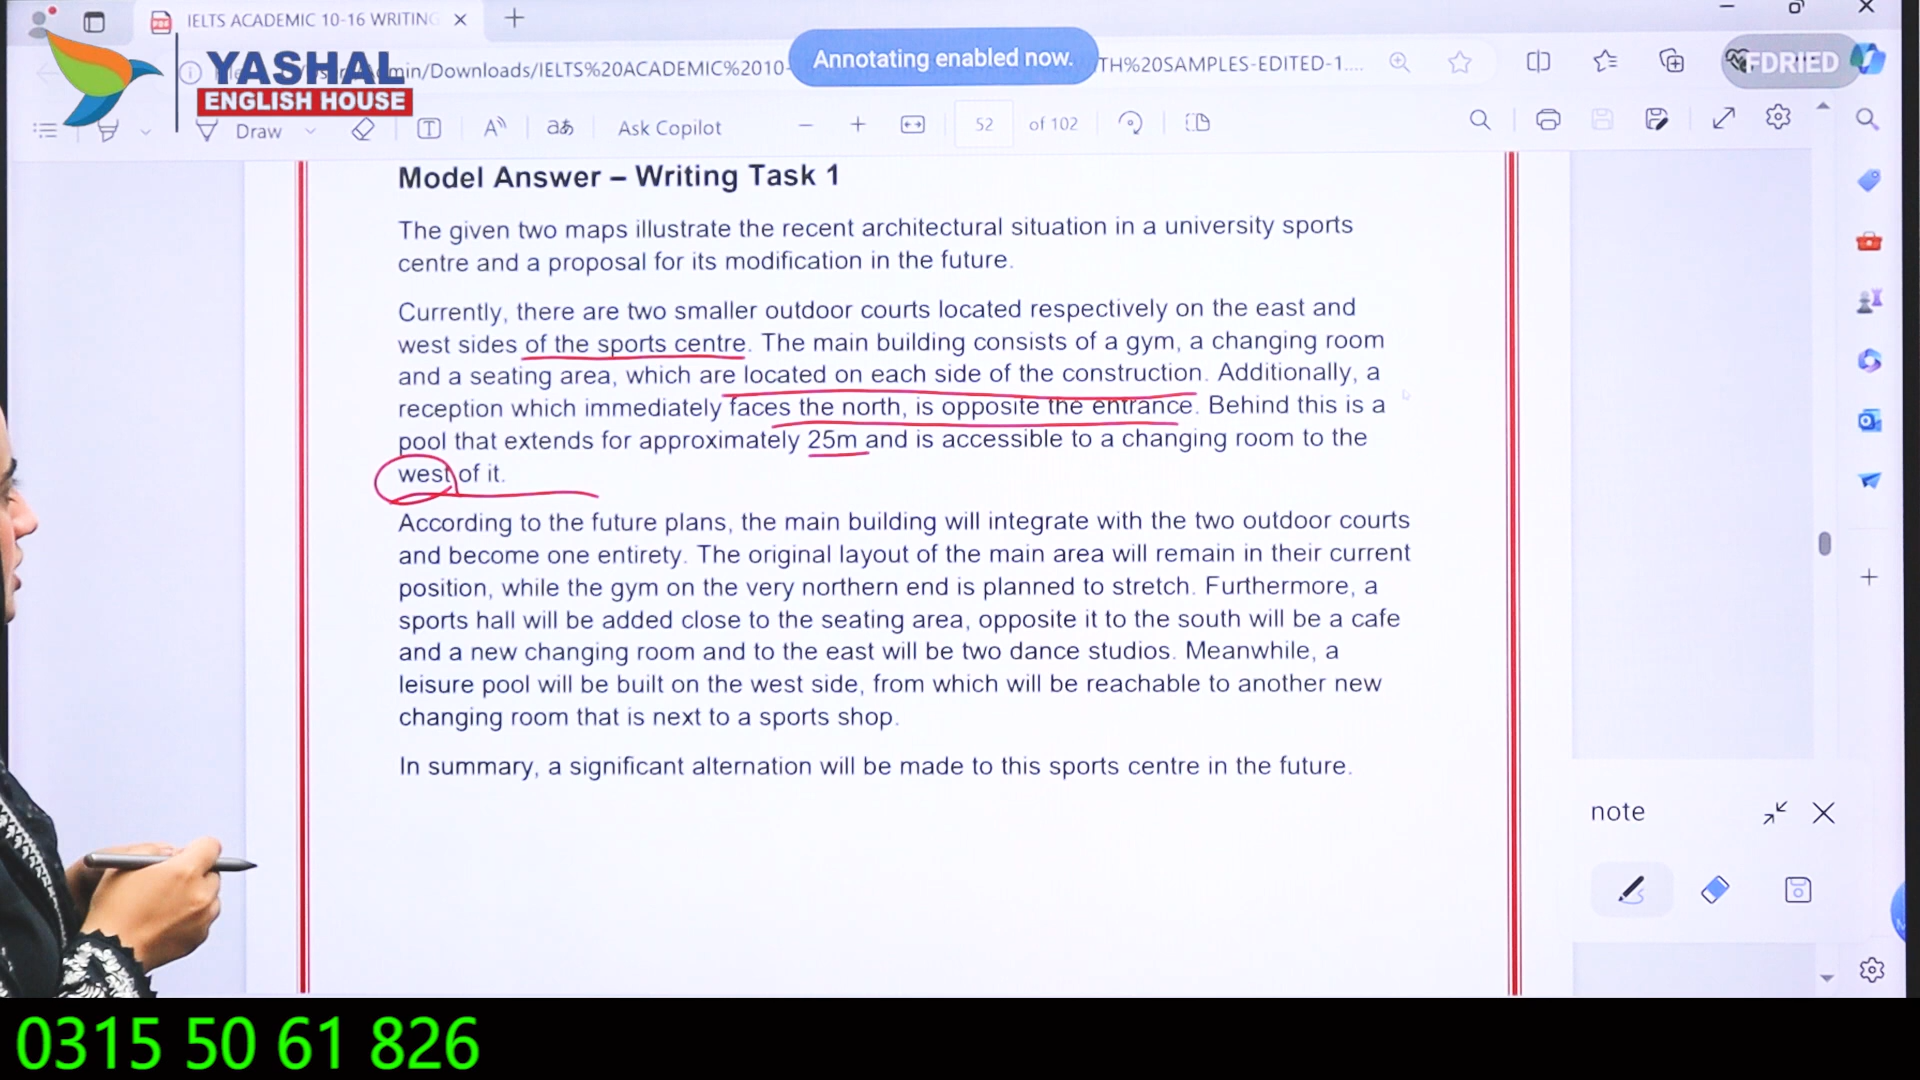 IELTS ACADEMIC 10-16 WRITING
YASHAL
ENGLISH HOUSE
min/Downloads/IELTS%20ACADEMIC%2010-
Annotating enabled now.
TH%20SAMPLES-EDITED-1....
FDRIED
Draw
Ask Copilot
52
of 102
Model Answer – Writing Task 1
The given two maps illustrate the recent architectural situation in a university sports
centre and a proposal for its modification in the future.
Currently, there are two smaller outdoor courts located respectively on the east and
west sides of the sports centre. The main building consists of a gym, a changing room
and a seating area, which are located on each side of the construction. Additionally, a
reception which immediately faces the north, is opposite the entrance. Behind this is a
pool that extends for approximately 25m and is accessible to a changing room to the
west of it.
According to the future plans, the main building will integrate with the two outdoor courts
and become one entirety. The original layout of the main area will remain in their current
position, while the gym on the very northern end is planned to stretch. Furthermore, a
sports hall will be added close to the seating area, opposite it to the south will be a cafe
and a new changing room and to the east will be two dance studios. Meanwhile, a
leisure pool will be built on the west side, from which will be reachable to another new
changing room that is next to a sports shop.
In summary, a significant alternation will be made to this sports centre in the future.
note
0315 50 61 826